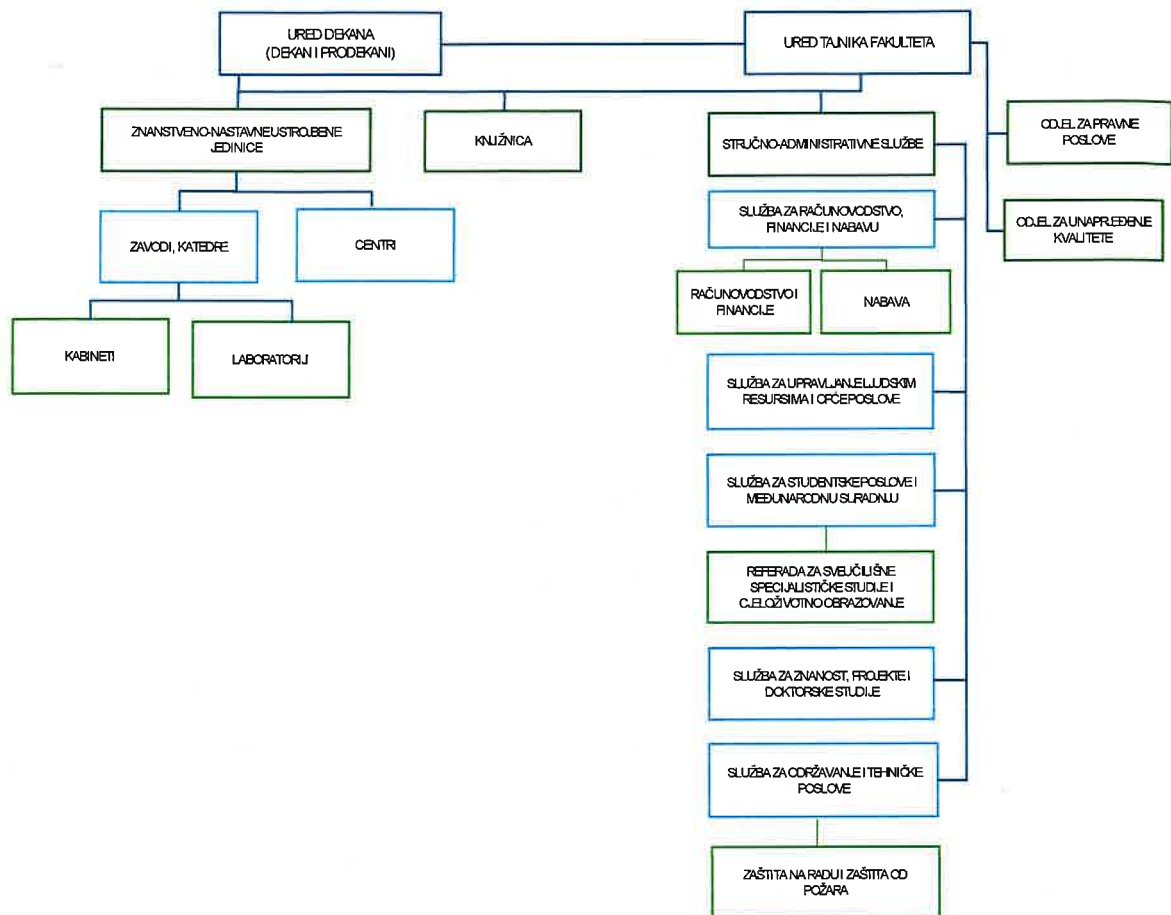 URED DEKANA
(DEKAN I PRODEKANI)
URED TAJNIKA FAKULTETA
ZNANSTVENO-NASTAVNE USTROJBENE
JEDINICE
KNJIŽNICA
STRUČNO-ADMINISTRATIVNE SLUŽBE
ODJEL ZA PRAVNE
POSLOVE
ODJEL ZA UNAPREĐENJE
KVALITETE
ZAVODI, KATEDRE
CENTRI
SLUŽBA ZA RAČUNOVODSTVO,
FINANCIJE I NABAVU
RAČUNOVODSTVO I
FINANCIJE
NABAVA
KABINETI
LABORATORIJ
SLUŽBA ZA UPRAVLJANJE LJUDSKIM
RESURSIMA I OPĆE POSLOVE
SLUŽBA ZA STUDENTSKE POSLOVE I
MEĐUNARODNU SURADNJU
REFERADA ZA SVEUČILIŠNE
SPECIJALISTIČKE STUDIJE I
CJELOŽIVOTNO OBRAZOVANJE
SLUŽBA ZA ZNANOST, PROJEKTE I
DOKTORSKE STUDIJE
SLUŽBA ZA ODRŽAVANJE I TEHNIČKE
POSLOVE
ZAŠTITA NA RADU I ZAŠTITA OD
POŽARA